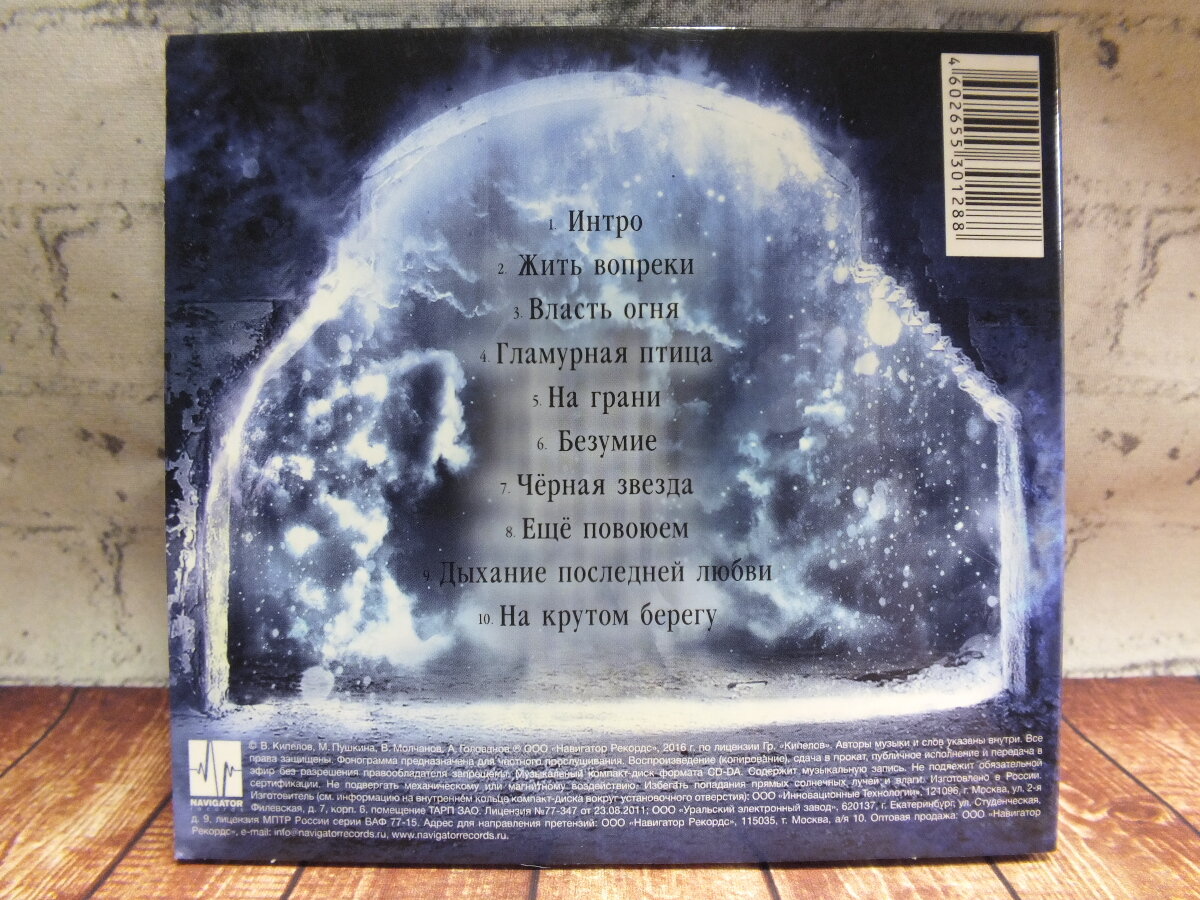 4 602655 301288
1. Интро
2. Жить вопреки
3. Власть огня
4. Гламурная птица
5. На грани
6. Безумие
7. Чёрная звезда
8. Ещё повоюем
9. Дыхание последней любви
10. На крутом берегу
NAVIGATOR
© В. Кипелов, М. Пушкина, В. Молчанов, А. Голованов ℗ ООО «Навигатор Рекордс», 2016 г. по лицензии Гр. «Кипелов». Авторы музыки и слов указаны внутри. Все
права защищены. Фонограмма предназначена для честного прослушивания. Воспроизведение (копирование), сдача в прокат, публичное исполнение и передача в
эфир без разрешения правообладателя запрещены. Музыкальный компакт-диск формата CD-DA. Содержит музыкальную запись. Не подлежит обязательной
сертификации. Не подвергать механическому или магнитному воздействию. Избегать попадания прямых солнечных лучей и влаги. Изготовлено в России.
Изготовитель (см. информацию на внутреннем кольце компакт-диска вокруг установочного отверстия): ООО «Инновационные Технологии», 121096, г. Москва, ул. 2-я
Филевская, д. 7, корп. 6, помещение ТАРП ЗАО. Лицензия №77-347 от 23.08.2011; ООО «Уральский электронный завод», 620137, г. Екатеринбург, ул. Студенческая,
д. 9, лицензия МПТР России серии ВАФ 77-15. Адрес для направления претензий: ООО «Навигатор Рекордс», 115035, г. Москва, а/я 10. Оптовая продажа: ООО «Навигатор
Рекордс», e-mail: info@navigatorrecords.ru, www.navigatorrecords.ru.